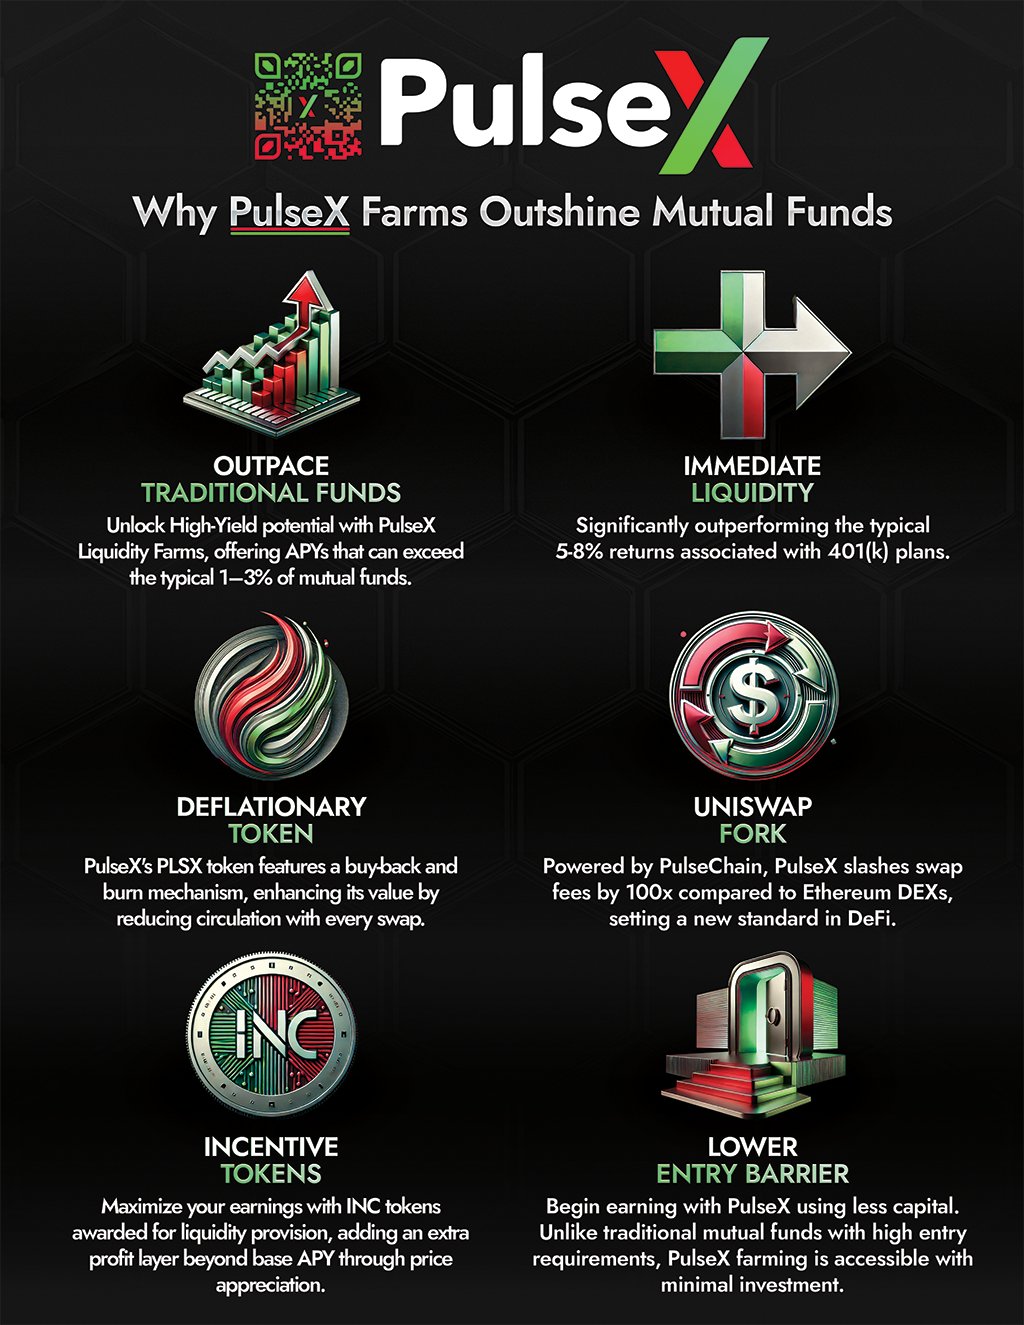 PulseX
Why PulseX Farms Outshine Mutual Funds
OUTPACE
TRADITIONAL FUNDS
Unlock High-Yield potential with PulseX
Liquidity Farms, offering APYs that can exceed
the typical 1–3% of mutual funds.
IMMEDIATE
LIQUIDITY
Significantly outperforming the typical
5-8% returns associated with 401(k) plans.
DEFLATIONARY
TOKEN
PulseX's PLSX token features a buy-back and
burn mechanism, enhancing its value by
reducing circulation with every swap.
$
UNISWAP
FORK
Powered by PulseChain, PulseX slashes swap
fees by 100x compared to Ethereum DEXs,
setting a new standard in DeFi.
INC
INCENTIVE
TOKENS
Maximize your earnings with INC tokens
awarded for liquidity provision, adding an extra
profit layer beyond base APY through price
appreciation.
LOWER
ENTRY BARRIER
Begin earning with PulseX using less capital.
Unlike traditional mutual funds with high entry
requirements, PulseX farming is accessible with
minimal investment.